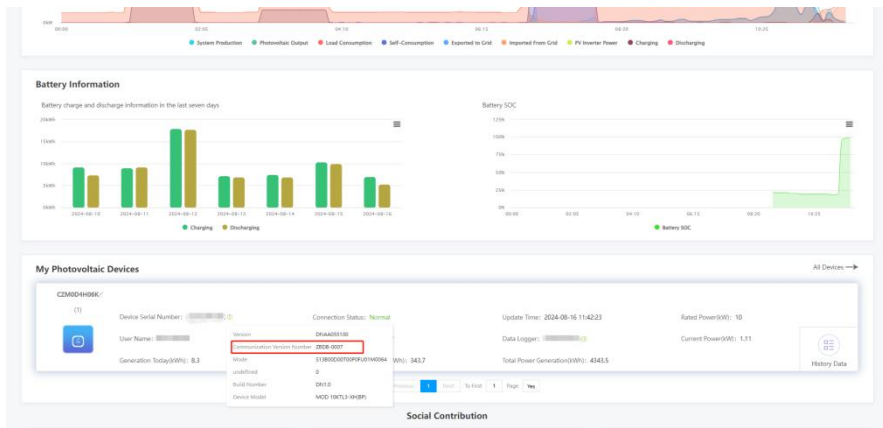 00:00 02:05 04:10 06:15 08:20 10:25
System Production Photovoltaic Output Load Consumption Self-Consumption Exported to Grid Imported From Grid PV Inverter Power Charging Discharging
Battery Information
Battery charge and discharge information in the last seven days
Battery SOC
125%
100%
75%
50%
25%
0%
2024-08-10 2024-08-11 2024-08-12 2024-08-13 2024-08-14 2024-08-15 2024-08-16
00:00 02:05 04:10 06:15 08:20 10:25
Charging Discharging
Battery SOC
My Photovoltaic Devices
All Devices
CZM0D4H06K
(1)
Device Serial Number:
Connection Status: Normal
Update Time: 2024-08-16 11:42:23
Rated Power(kW): 10
User Name:
Version DNAA093100
Data Logger:
Current Power(kW): 1.11
Communication Version Number ZBDB-0007
Generation Today(kWh): 8.3
Mode S13B00D00T00P0FU01M0064
Wh): 343.7
Total Power Generation(kWh): 4343.5
History Data
undefined 0
Build Number DN1.0
1 Next To First 1 Page Yes
Device Model MOD 10KTL3-XH(BP)
Social Contribution